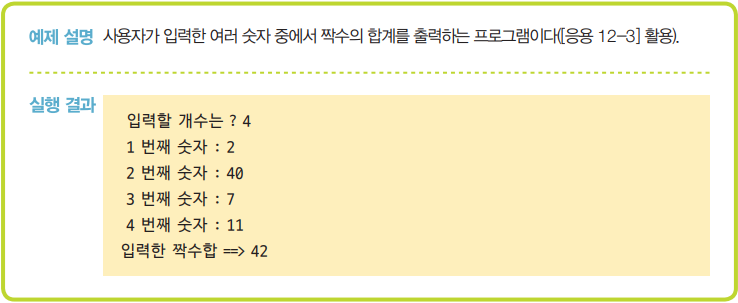 예제 설명 사용자가 입력한 여러 숫자 중에서 짝수의 합계를 출력하는 프로그램이다([응용 12-3] 활용).
실행 결과
입력할 개수는 ? 4
1 번째 숫자 : 2
2 번째 숫자 : 40
3 번째 숫자 : 7
4 번째 숫자 : 11
입력한 짝수합 ==> 42